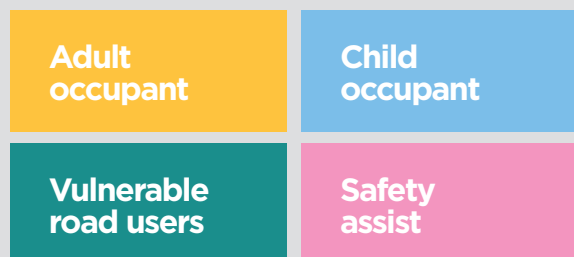 Adult
occupant
Child
occupant
Vulnerable
road users
Safety
assist